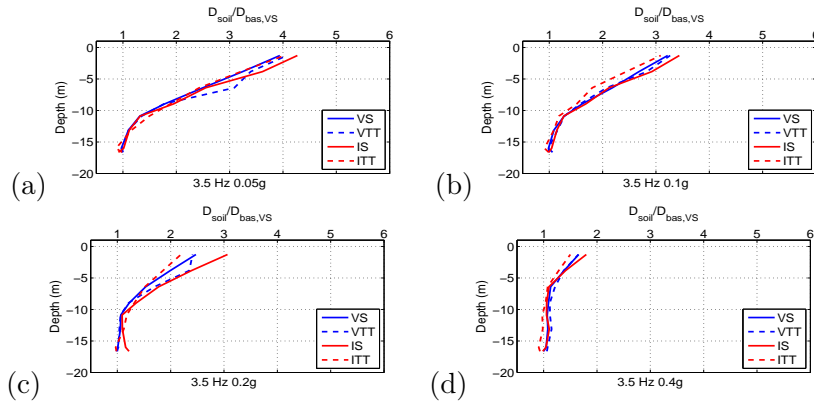 D_soil/D_bas,VS
1 2 3 4 5 6
0
−5
−10
−15
−20
Depth (m)
VS
VTT
IS
ITT
3.5 Hz 0.05g
(a)
D_soil/D_bas,VS
1 2 3 4 5 6
0
−5
−10
−15
−20
Depth (m)
VS
VTT
IS
ITT
3.5 Hz 0.1g
(b)
D_soil/D_bas,VS
1 2 3 4 5 6
0
−5
−10
−15
−20
Depth (m)
VS
VTT
IS
ITT
3.5 Hz 0.2g
(c)
D_soil/D_bas,VS
1 2 3 4 5 6
0
−5
−10
−15
−20
Depth (m)
VS
VTT
IS
ITT
3.5 Hz 0.4g
(d)